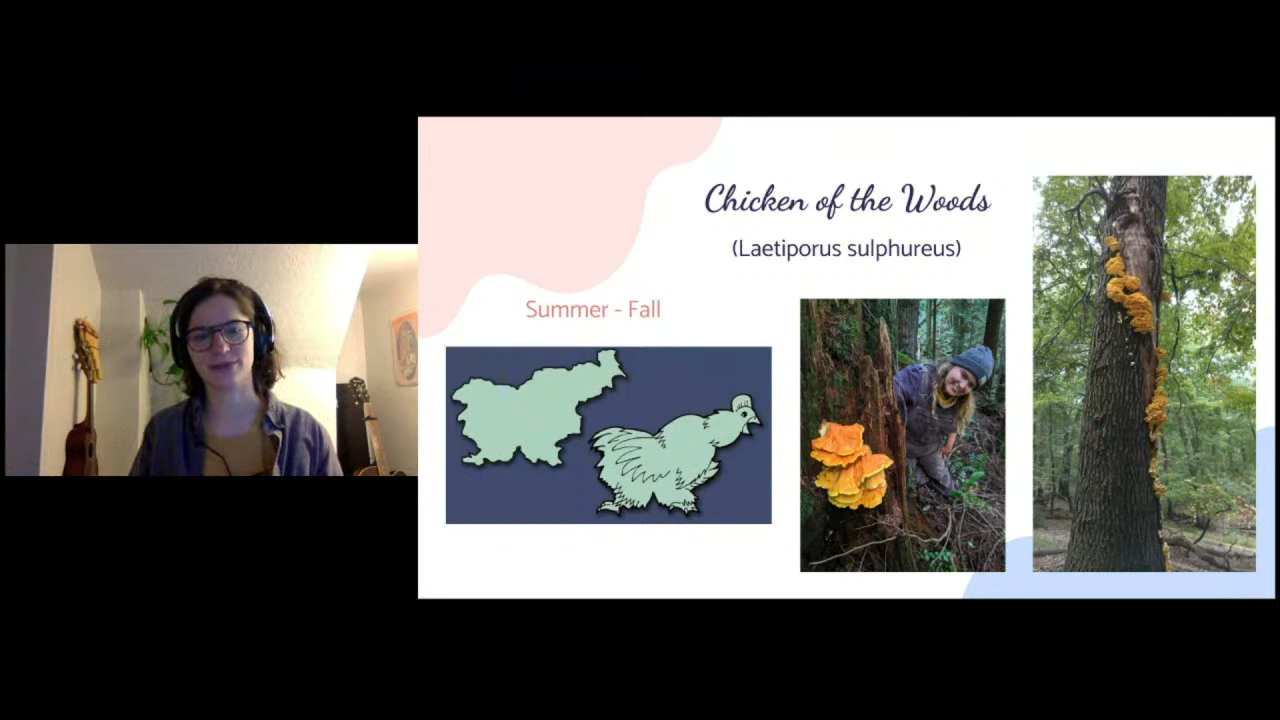 Chicken of the Woods
(Laetiporus sulphureus)
Summer - Fall